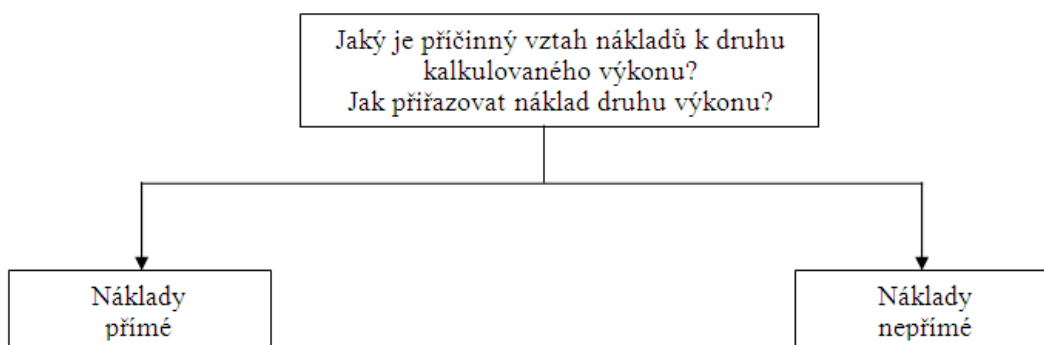 Jaký je příčinný vztah nákladů k druhu
kalkulovaného výkonu?
Jak přiřazovat náklad druhu výkonu?
Náklady
přímé
Náklady
nepřímé